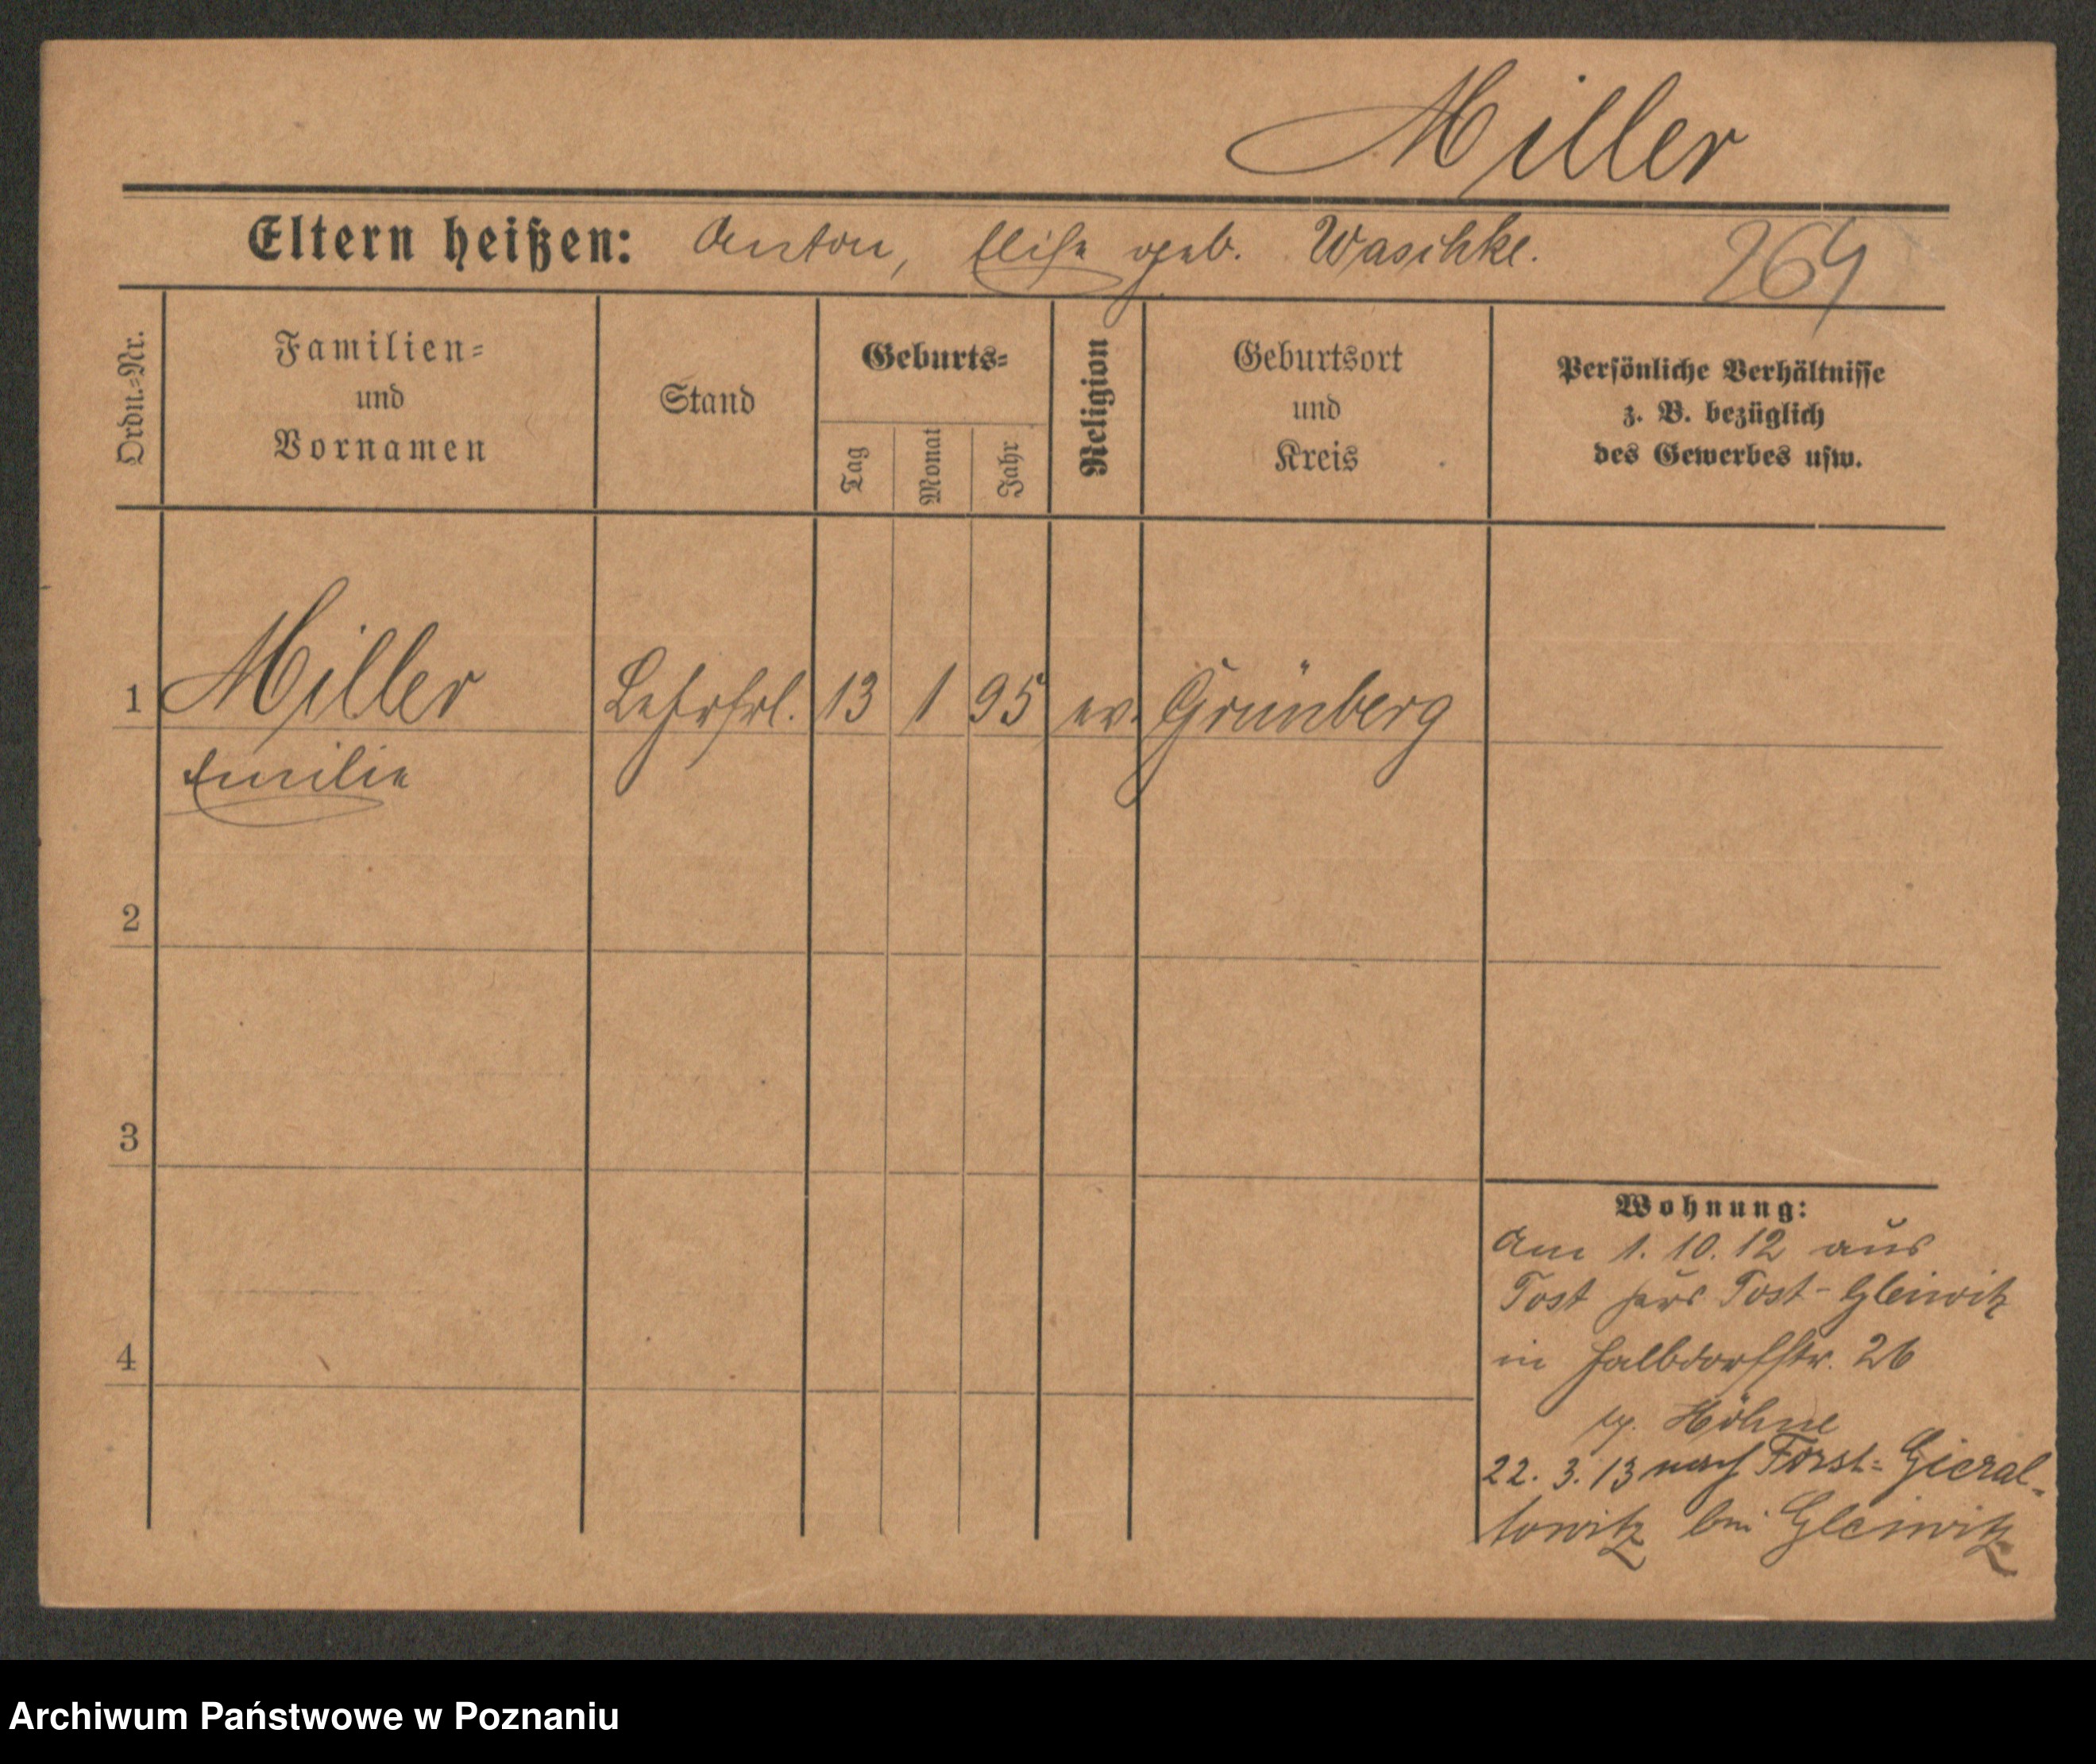 Miller
Eltern heißen: Anton, Elise geb. Waschke.
264
Ordn.=Nr.
Familien=
und
Vornamen
Stand
Geburts=
Tag
Monat
Jahr
Religion
Geburtsort
und
Kreis
Persönliche Verhältnisse
z. B. bezüglich
des Gewerbes usw.
1 Miller Lehrfrl. 13 1 95 ev. Grünberg
Emilie
2
3
4
Wohnung:
Am 1. 10. 12 aus
Tost Tost-Gleiwitz
in Halbdorfstr. 26
Höhne
22. 3. 13 nach Forst= Gieral-
towitz bei Gleiwitz
Archiwum Państwowe w Poznaniu